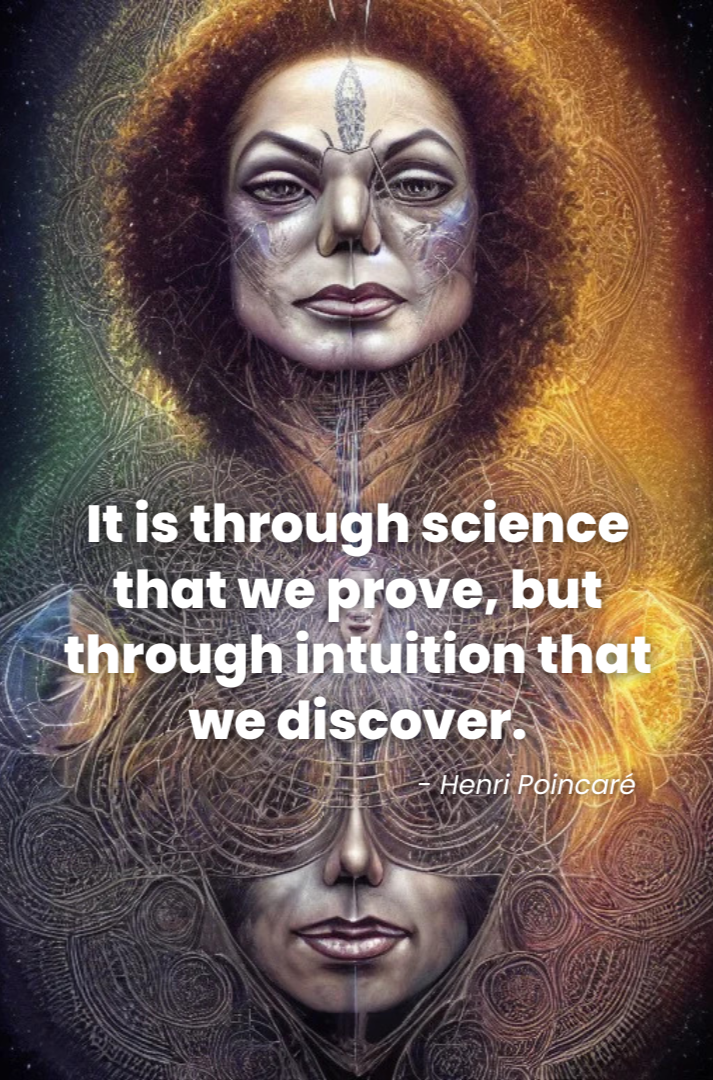 It is through science
that we prove, but
through intuition that
we discover.
- Henri Poincaré